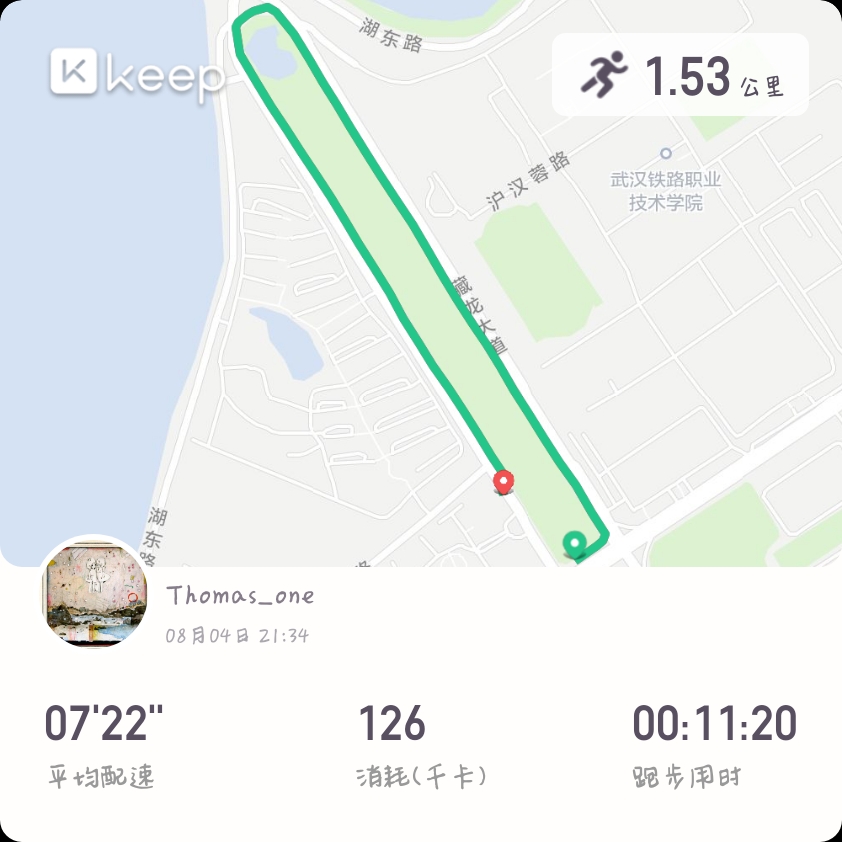 湖东路
keep
1.53 公里
沪汉蓉路
武汉铁路职业
技术学院
藏龙大道
湖东路
Thomas_one
08月04日 21:34
07'22"
126
00:11:20
平均配速
消耗(千卡)
跑步用时